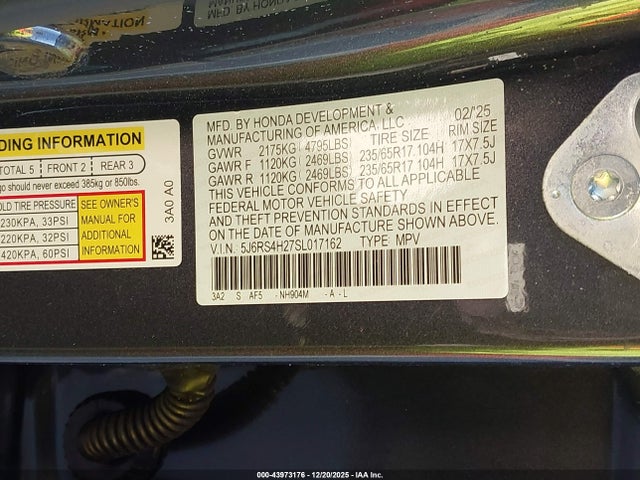 MFD. BY HONDA DEVELOPMENT &
MANUFACTURING OF AMERICA, LLC 02/'25
GVWR 2175KG( 4795LBS) TIRE SIZE RIM SIZE
GAWR F 1120KG( 2469LBS) 235/65R17 104H 17X7.5J
GAWR R 1120KG( 2469LBS) 235/65R17 104H 17X7.5J
THIS VEHICLE CONFORMS TO ALL APPLICABLE
FEDERAL MOTOR VEHICLE SAFETY
AND THEFT PREVENTION STANDARDS IN EFFECT
ON THE DATE OF MANUFACTURE SHOWN ABOVE.
V.I.N.: 5J6RS4H27SL017162 TYPE: MPV
3A2 S AF5 NH904M -A-L
DING INFORMATION
TOTAL 5 FRONT 2 REAR 3
go should never exceed 385kg or 850lbs.
OLD TIRE PRESSURE
230KPA, 33PSI
220KPA, 32PSI
420KPA, 60PSI
SEE OWNER'S
MANUAL FOR
ADDITIONAL
INFORMATION
3A0 A0
000-43973176 - 12/20/2025 - IAA Inc.